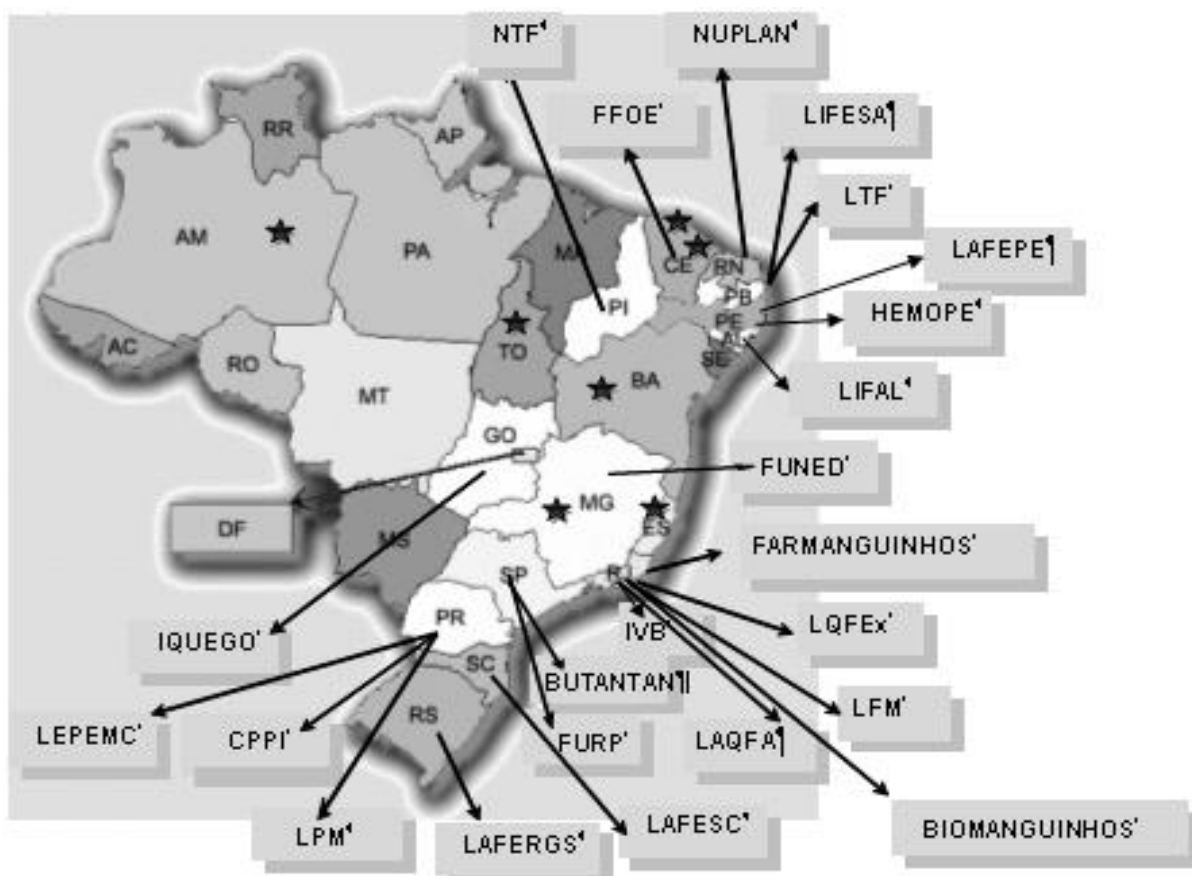 NTF¶ NUPLAN¶
FFOE' LIFESA¶
RR AP
LTF'
AM PA MA CE RN
LAFEPE¶
PI PB
HEMOPE¶
PE
AC RO TO AL
SE
MT BA
LIFAL¶
GO
FUNED'
DF MG ES
MS
FARMANGUINHOS'
SP RJ
PR IVB'
IQUEGO' LQFEx'
SC BUTANTAN¶
RS
LEPEMC' CPPI' FURP' LAQFA¶ LFM'
LPM¶ LAFERGS¶ LAFESC¶ BIOMANGUINHOS'